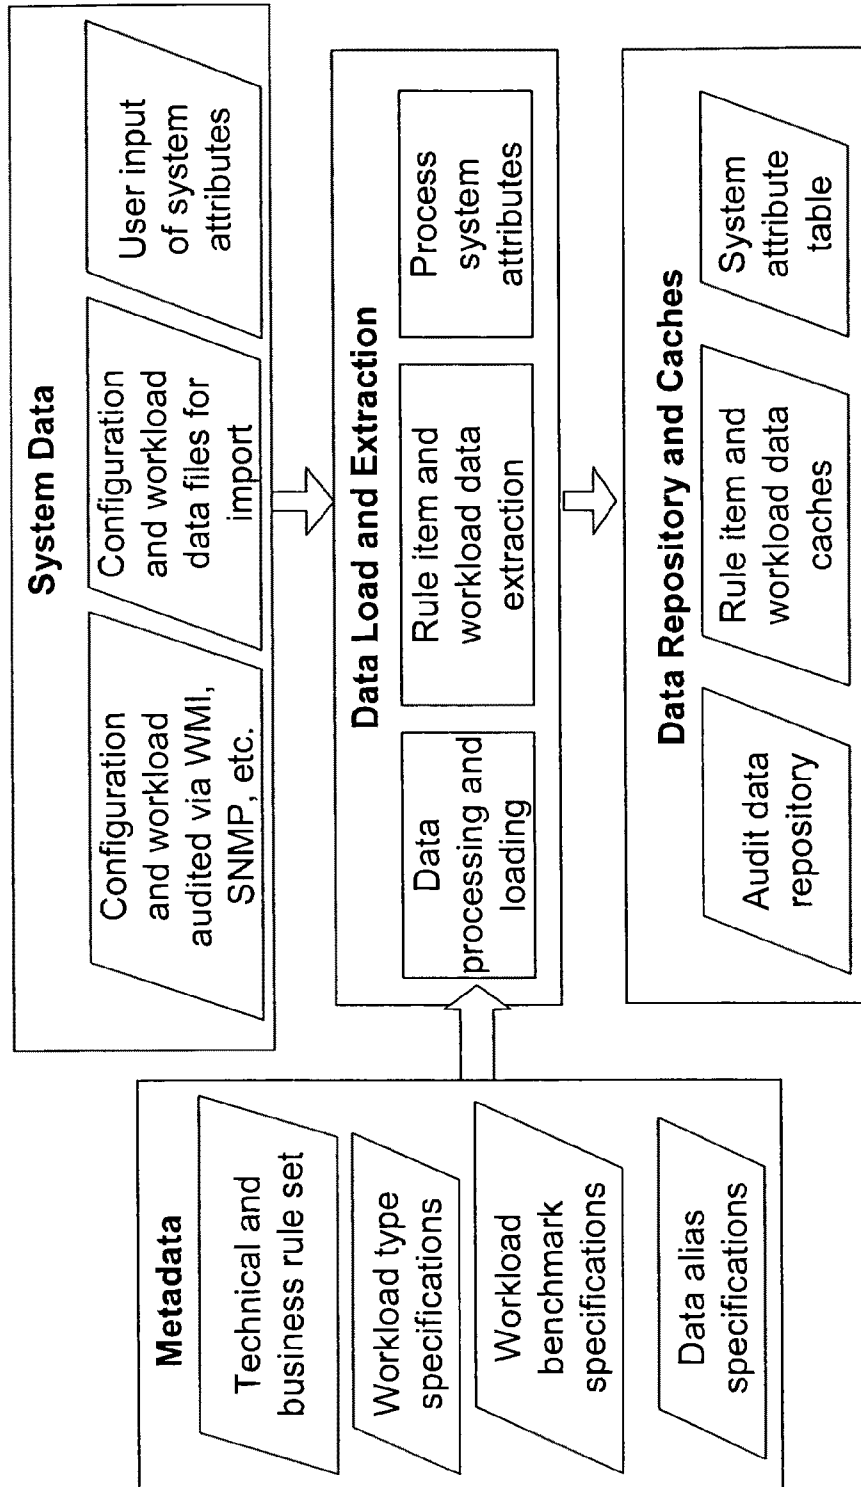 Metadata
Technical and
business rule set
Workload type
specifications
Workload
benchmark
specifications
Data alias
specifications
System Data
Configuration
and workload
audited via WMI,
SNMP, etc.
Configuration
and workload
data files for
import
User input
of system
attributes
Data Load and Extraction
Data
processing and
loading
Rule item and
workload data
extraction
Process
system
attributes
Data Repository and Caches
Audit data
repository
Rule item and
workload data
caches
System
attribute
table